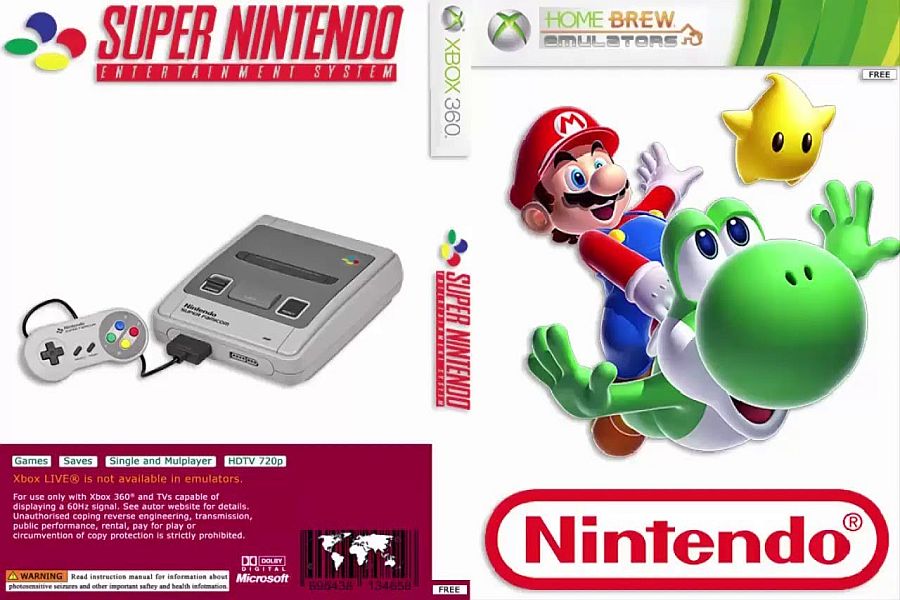 SUPER NINTENDO
ENTERTAINMENT SYSTEM
Nintendo
SUPER FAMICOM
Games
Saves
Single and Mulplayer
HDTV 720p
Xbox LIVE® is not available in emulators.
For use only with Xbox 360® and TVs capable of
displaying a 60Hz signal. See autor website for details.
Unauthorised coping reverse engineering, transmission,
public performance, rental, pay for play or
circumvention of copy protection is strictly prohibited.
WARNING Read instruction manual for information about
photosensitive seizures and other important saftey and health information.
DOLBY
DIGITAL
Microsoft
FREE
XBOX 360.
SUPER NINTENDO
ENTERTAINMENT SYSTEM
HOME BREW
EMULATORS
FREE
M
Nintendo®